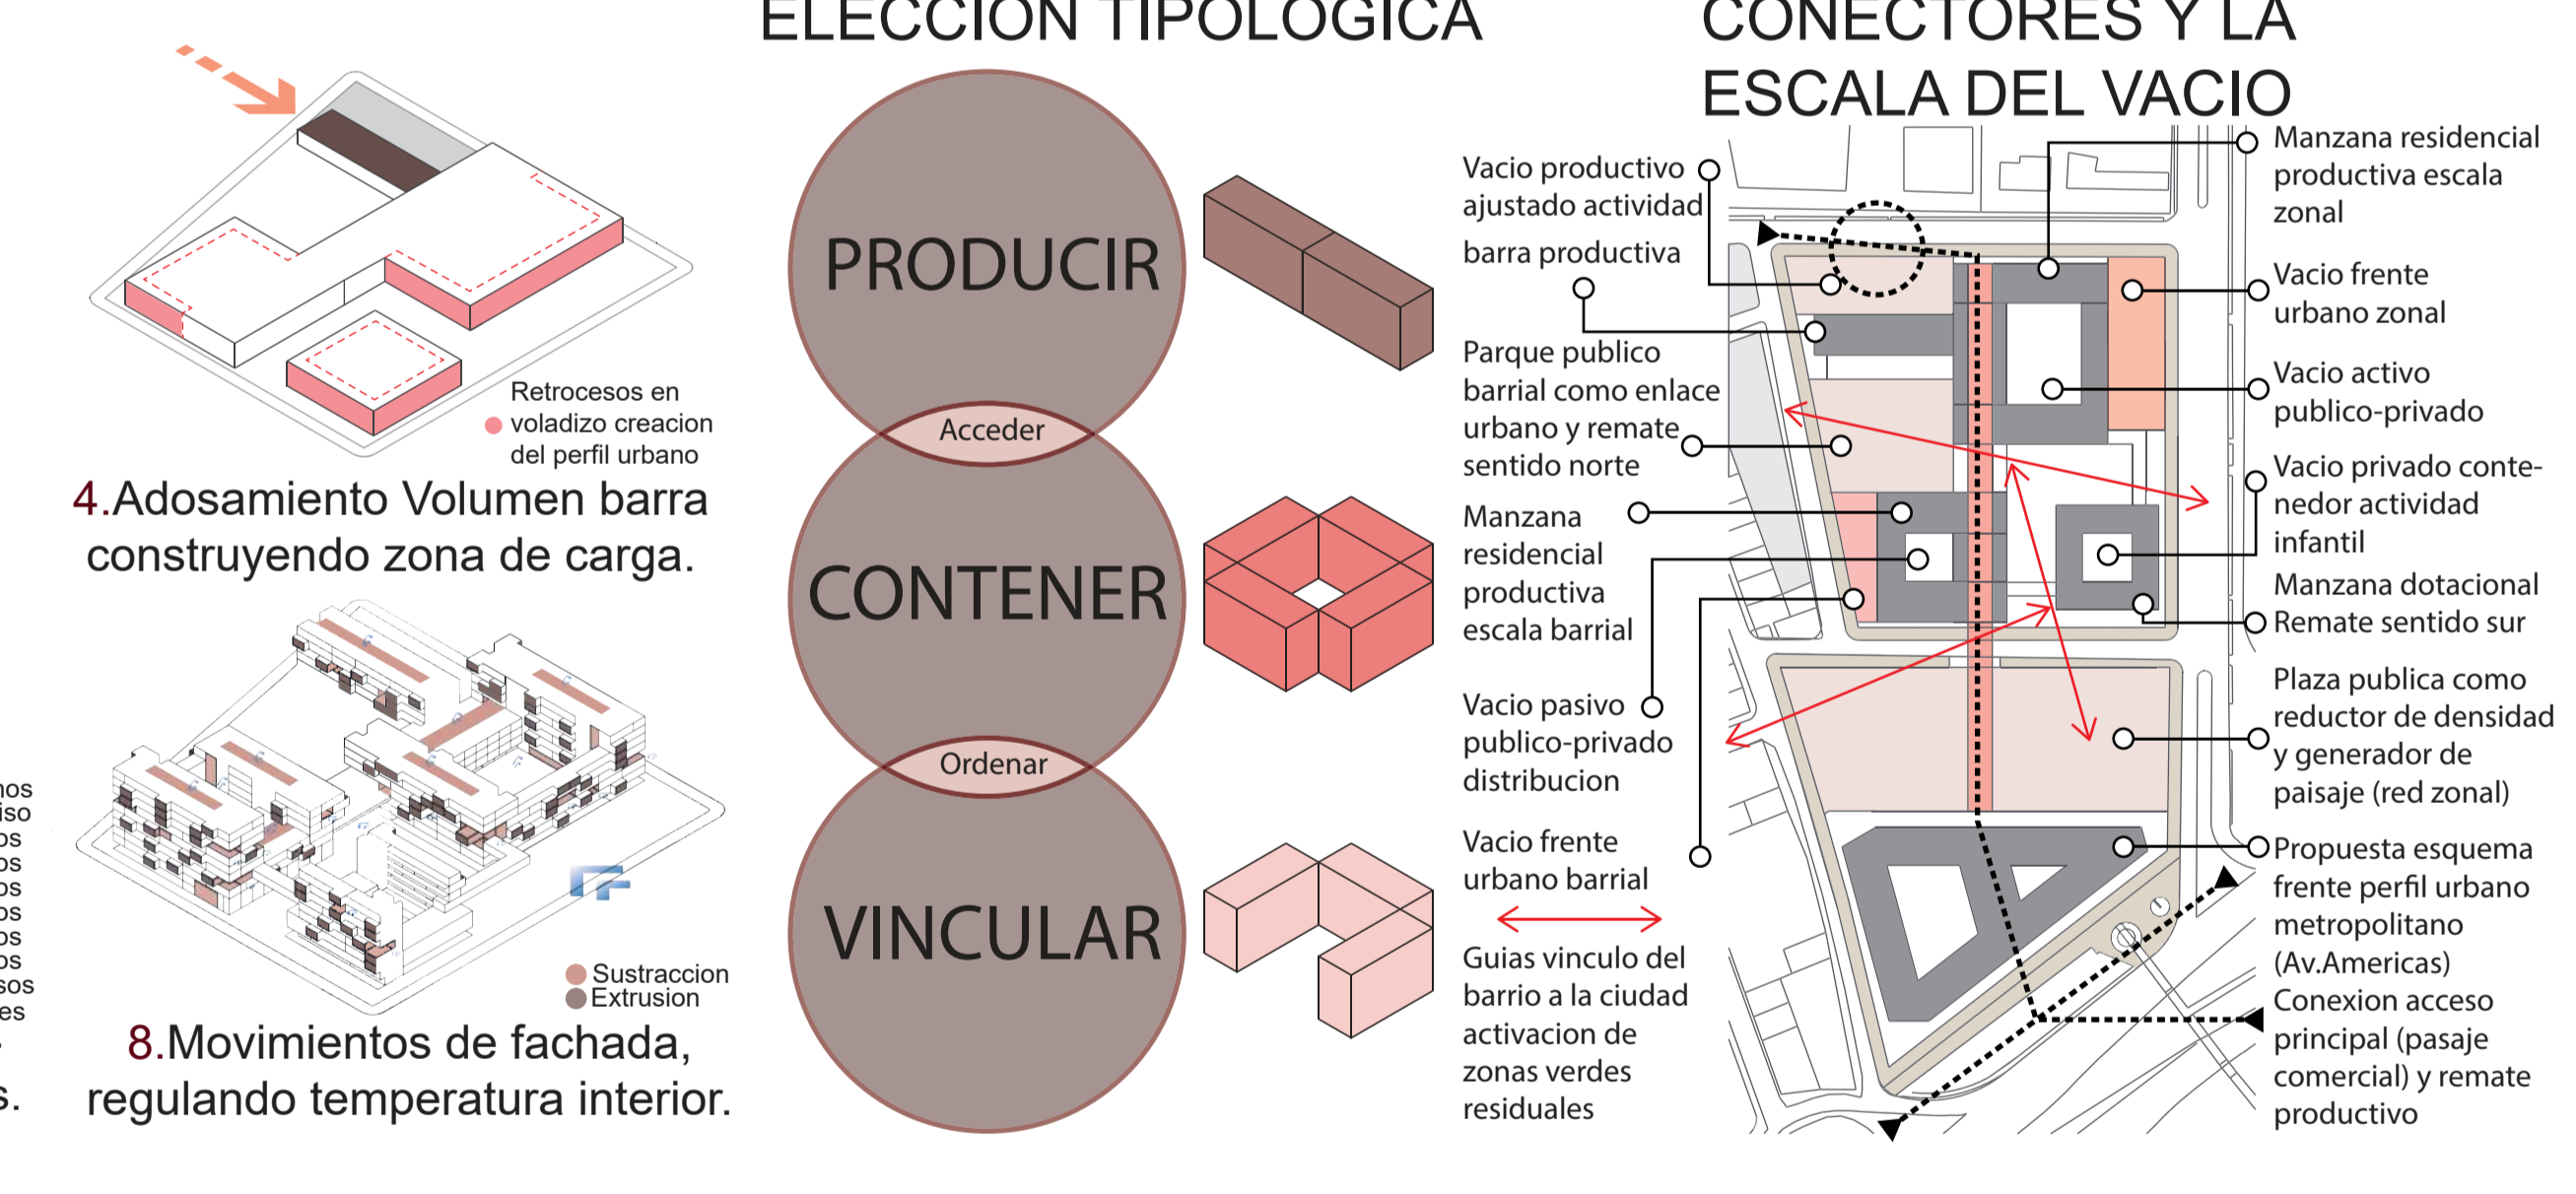 ELECCION TIPOLOGICA
CONECTORES Y LA
ESCALA DEL VACIO
Retrocesos en
voladizo creacion
del perfil urbano
4.Adosamiento Volumen barra
construyendo zona de carga.
Sustraccion
Extrusion
8.Movimientos de fachada,
regulando temperatura interior.
PRODUCIR
Acceder
CONTENER
Ordenar
VINCULAR
Vacio productivo
ajustado actividad
barra productiva
Parque publico
barrial como enlace
urbano y remate
sentido norte
Manzana
residencial
productiva
escala barrial
Vacio pasivo
publico-privado
distribucion
Vacio frente
urbano barrial
Guias vinculo del
barrio a la ciudad
activacion de
zonas verdes
residuales
Manzana residencial
productiva escala
zonal
Vacio frente
urbano zonal
Vacio activo
publico-privado
Vacio privado conte-
nedor actividad
infantil
Manzana dotacional
Remate sentido sur
Plaza publica como
reductor de densidad
y generador de
paisaje (red zonal)
Propuesta esquema
frente perfil urbano
metropolitano
(Av.Americas)
Conexion acceso
principal (pasaje
comercial) y remate
productivo